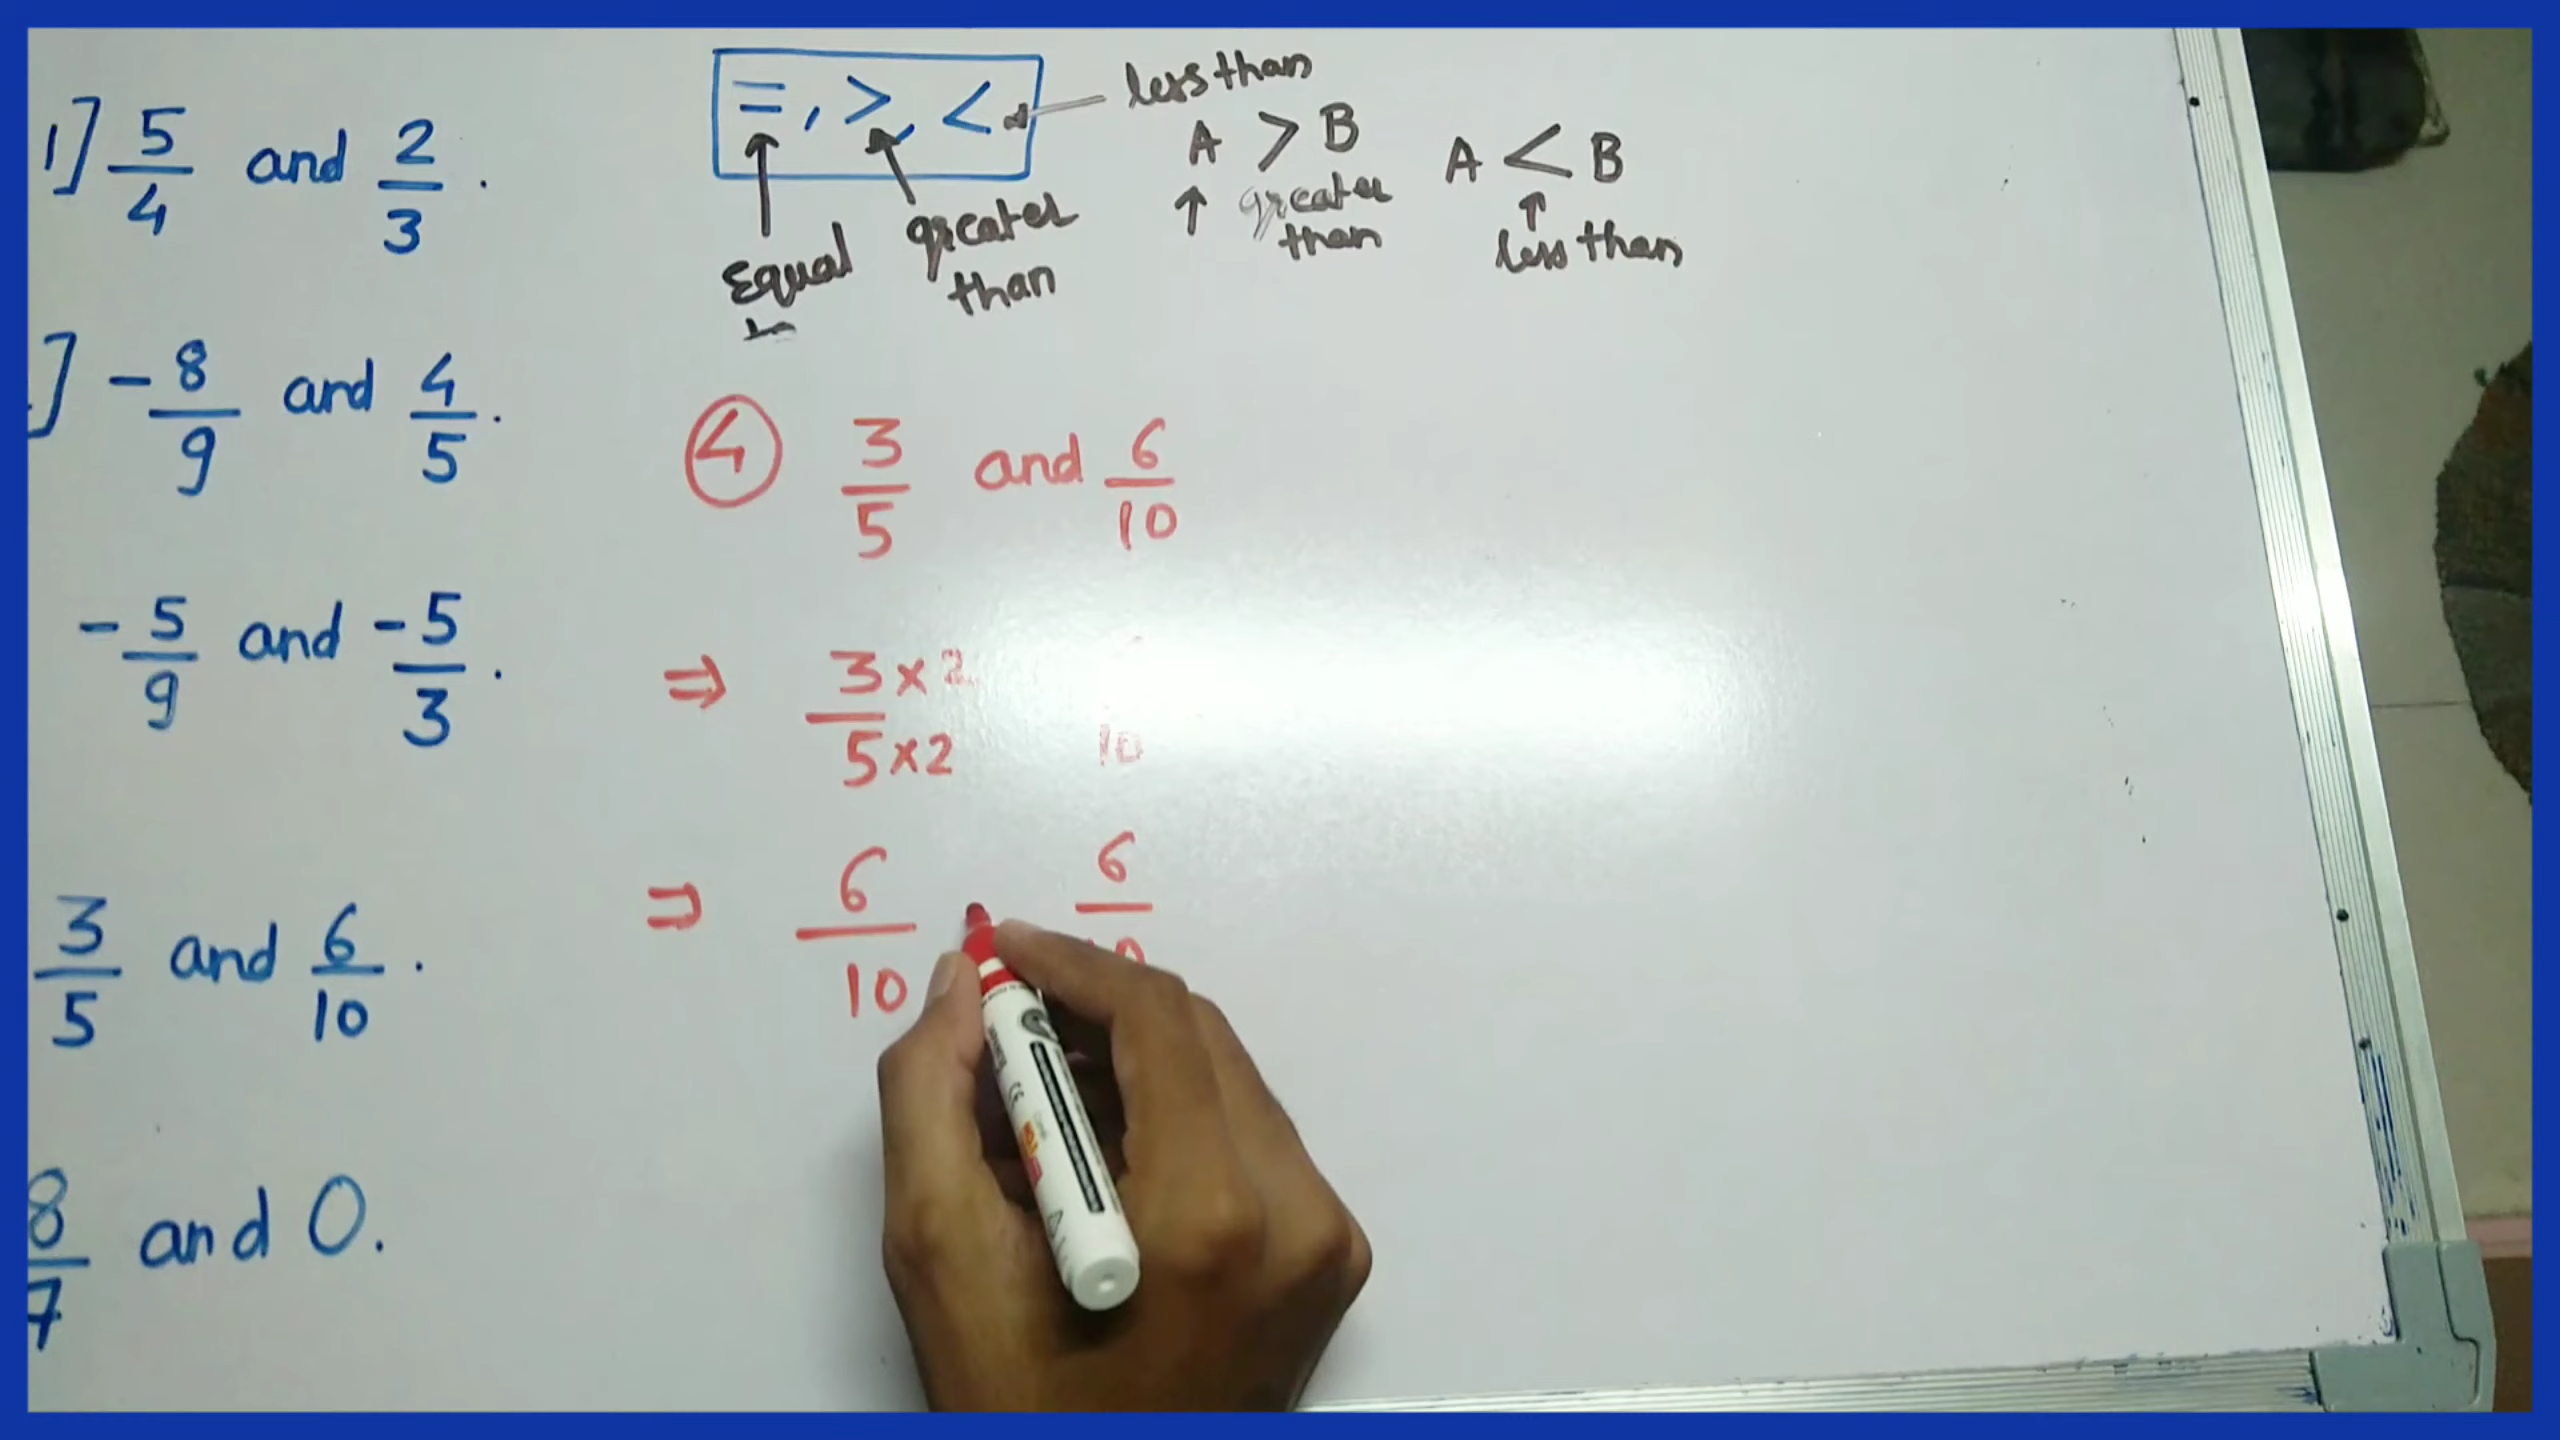 1] 5/4 and 2/3.
] -8/9 and 4/5.
-5/9 and -5/3.
3/5 and 6/10.
8/7 and 0.
=, >, <
less than
Equal
greater
than
A > B
greater
than
A < B
less than
④ 3/5 and 6/10
⇒ 3×2/5×2 10
⇒ 6/10 6/10